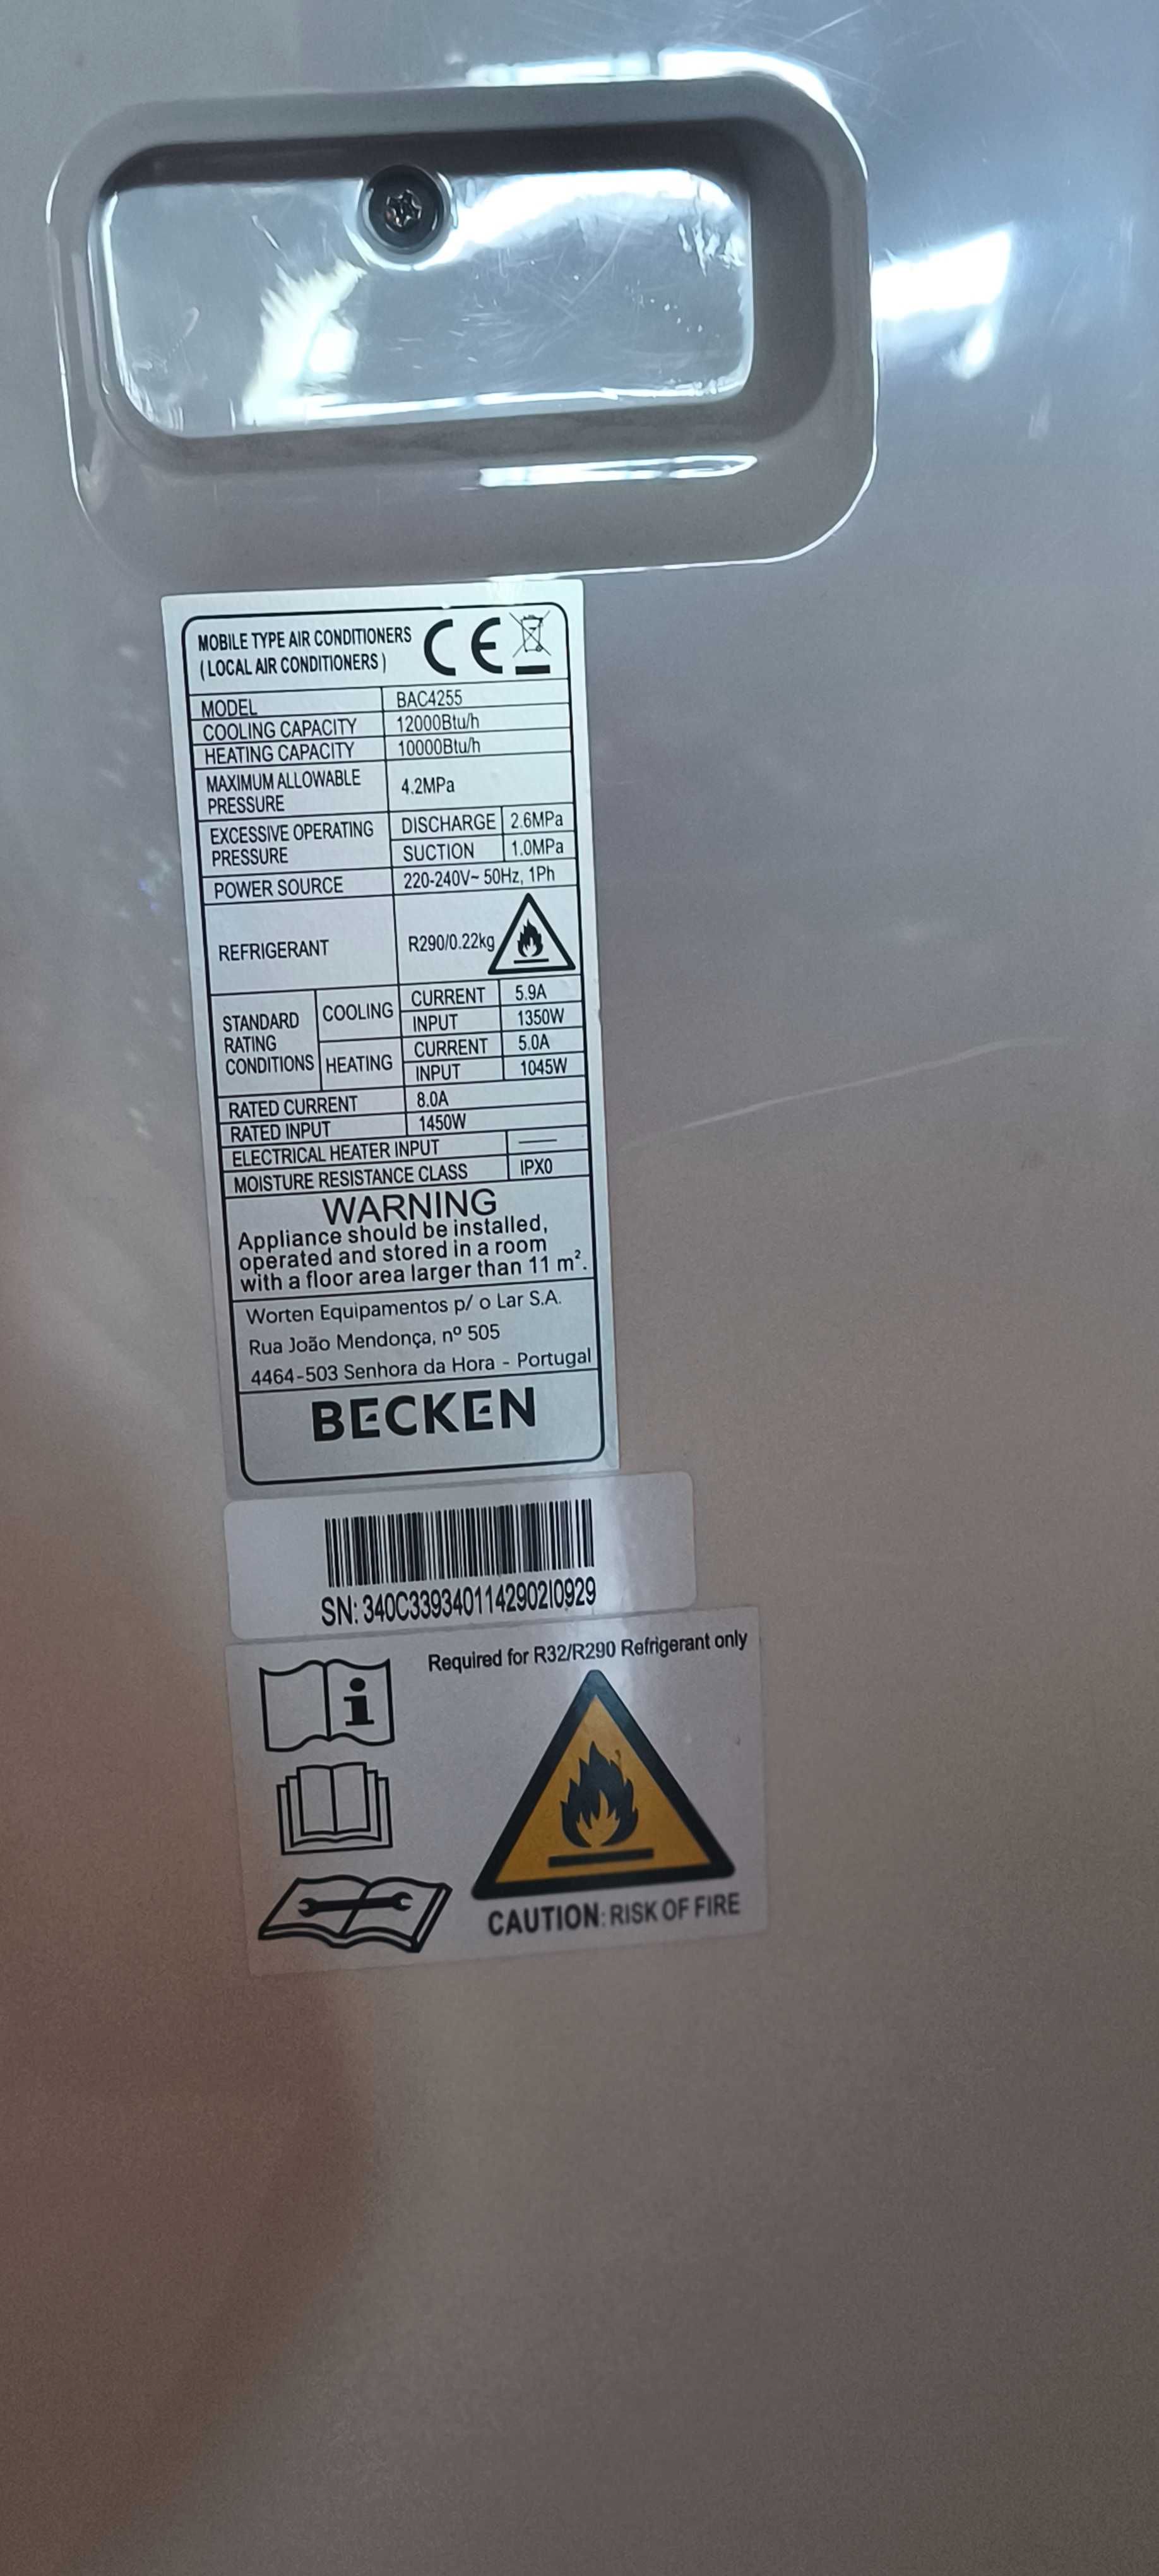 MOBILE TYPE AIR CONDITIONERS
( LOCAL AIR CONDITIONERS )
CE
MODEL BAC4255
COOLING CAPACITY 12000Btu/h
HEATING CAPACITY 10000Btu/h
MAXIMUM ALLOWABLE
PRESSURE
4.2MPa
EXCESSIVE OPERATING
PRESSURE
DISCHARGE 2.6MPa
SUCTION 1.0MPa
POWER SOURCE 220-240V~ 50Hz, 1Ph
REFRIGERANT R290/0.22kg
STANDARD
RATING
CONDITIONS
COOLING
CURRENT 5.9A
INPUT 1350W
HEATING
CURRENT 5.0A
INPUT 1045W
RATED CURRENT 8.0A
RATED INPUT 1450W
ELECTRICAL HEATER INPUT —
MOISTURE RESISTANCE CLASS IPX0
WARNING
Appliance should be installed,
operated and stored in a room
with a floor area larger than 11 m².
Worten Equipamentos p/ o Lar S.A.
Rua João Mendonça, nº 505
4464-503 Senhora da Hora - Portugal
BECKEN
SN: 340C3393401142902I0929
Required for R32/R290 Refrigerant only
i
CAUTION: RISK OF FIRE